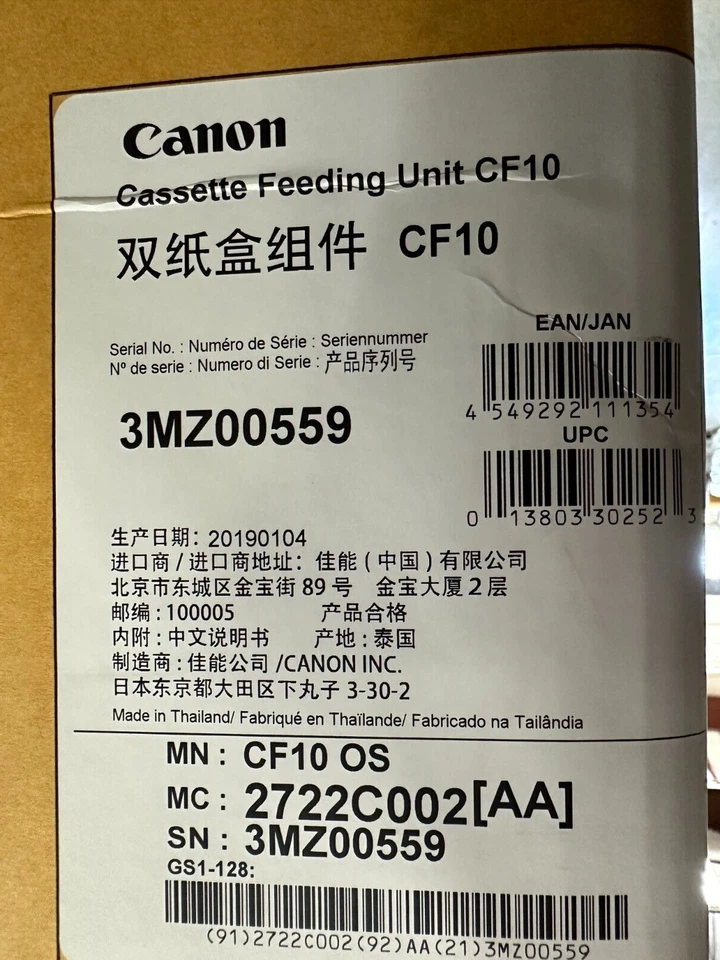 Canon
Cassette Feeding Unit CF10
双纸盒组件 CF10
Serial No. : Numéro de Série : Seriennummer
Nº de serie : Numero di Serie : 产品序列号
3MZ00559
EAN/JAN
4 549292 111354
UPC
0 13803 30252 3
生产日期: 20190104
进口商 / 进口商地址: 佳能 ( 中国 ) 有限公司
北京市东城区金宝街 89 号 金宝大厦 2 层
邮编 : 100005 产品合格
内附 : 中文说明书 产地 : 泰国
制造商 : 佳能公司 /CANON INC.
日本东京都大田区下丸子 3-30-2
Made in Thailand/ Fabriqué en Thaïlande/ Fabricado na Tailândia
MN : CF10 OS
MC : 2722C002[AA]
SN : 3MZ00559
GS1-128:
(91)2722C002(92)AA(21)3MZ00559